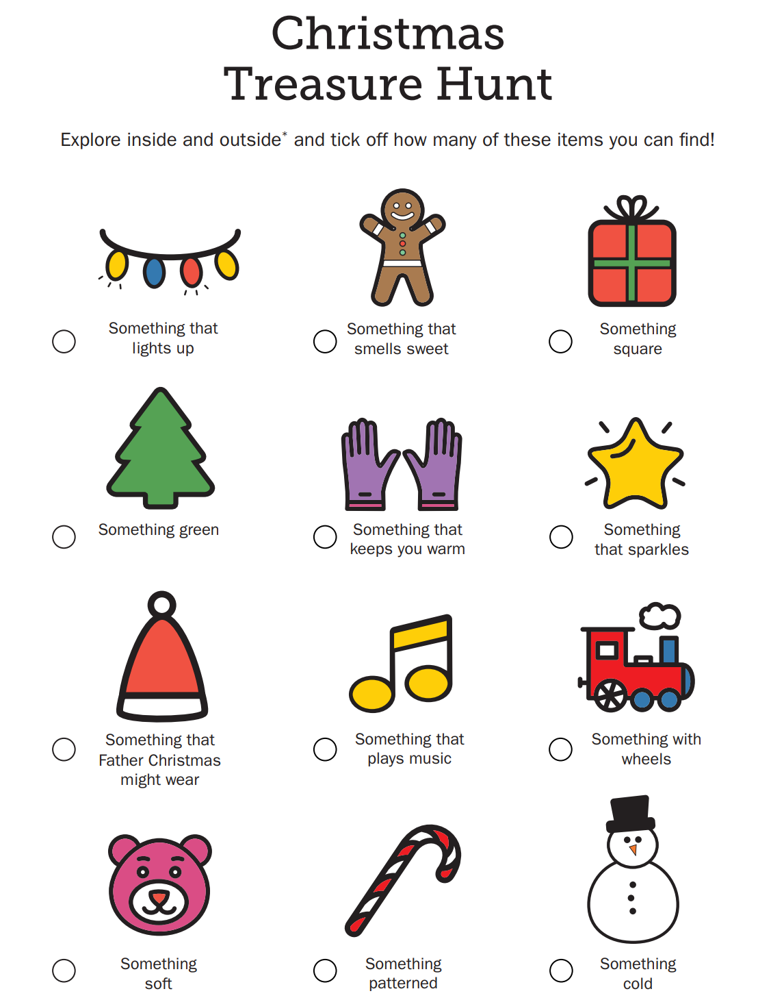 Christmas
Treasure Hunt
Explore inside and outside* and tick off how many of these items you can find!
Something that
lights up
Something that
smells sweet
Something
square
Something green
Something that
keeps you warm
Something
that sparkles
Something that
Father Christmas
might wear
Something that
plays music
Something with
wheels
Something
soft
Something
patterned
Something
cold